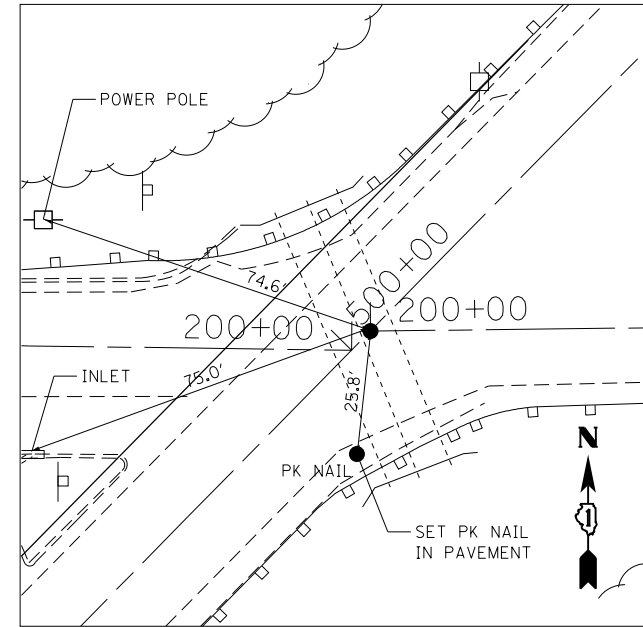 POWER POLE
500+00
74.6'
200+00
200+00
75.0'
INLET
25.8'
N
PK NAIL
1
SET PK NAIL
IN PAVEMENT